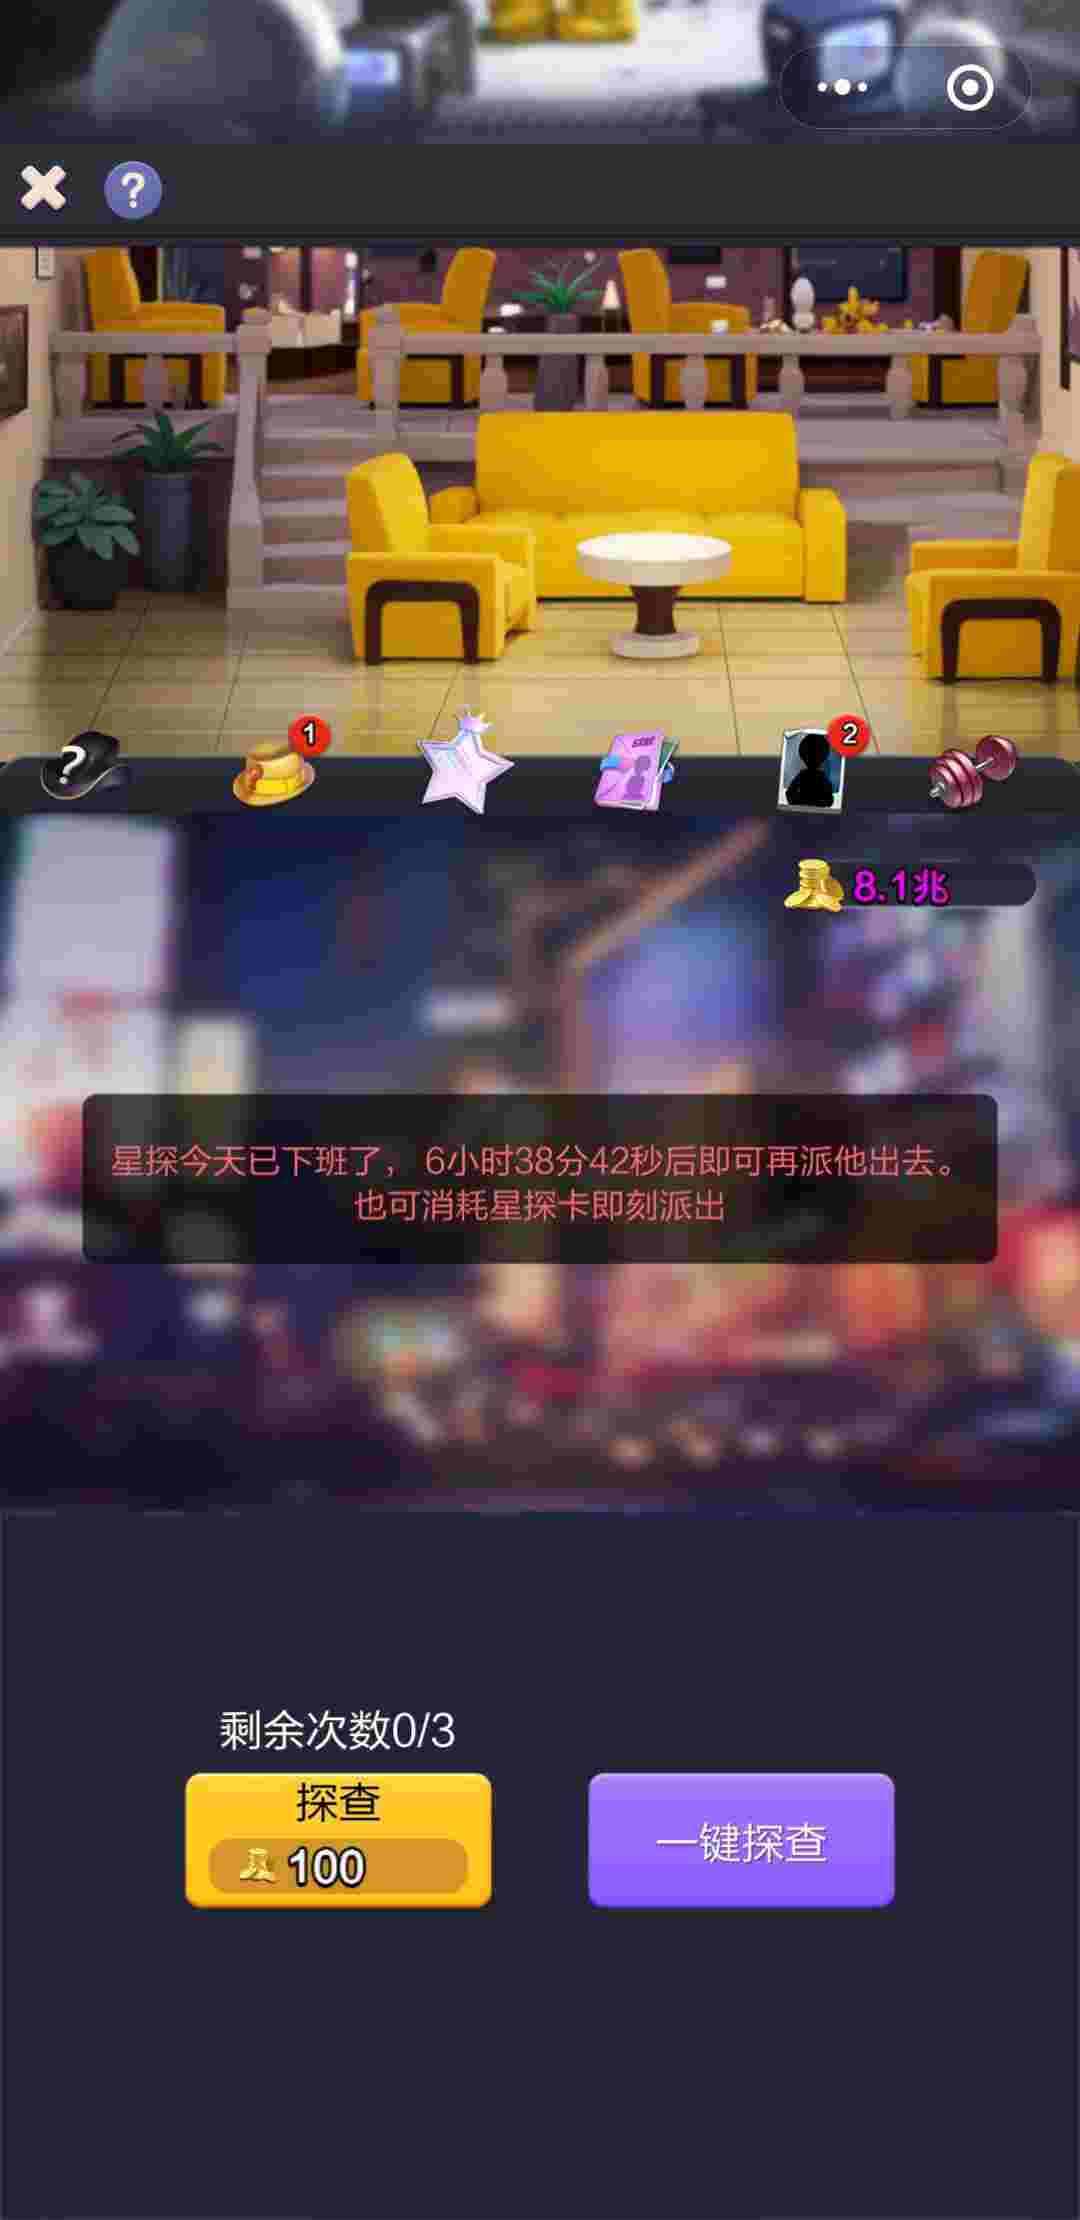 ?
1
2
?
8.1兆
星探今天已下班了， 6小时38分42秒后即可再派他出去。
也可消耗星探卡即刻派出
剩余次数0/3
探查
100
一键探查